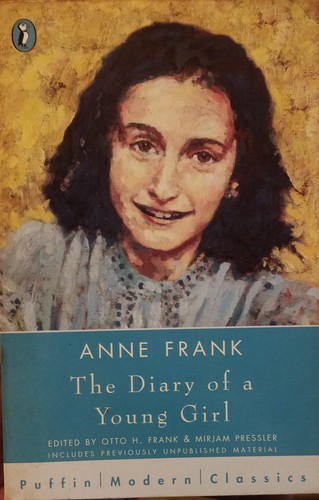 ANNE FRANK
The Diary of a
Young Girl
EDITED BY OTTO H. FRANK & MIRJAM PRESSLER
INCLUDES PREVIOUSLY UNPUBLISHED MATERIAL
Puffin | Modern | Classics